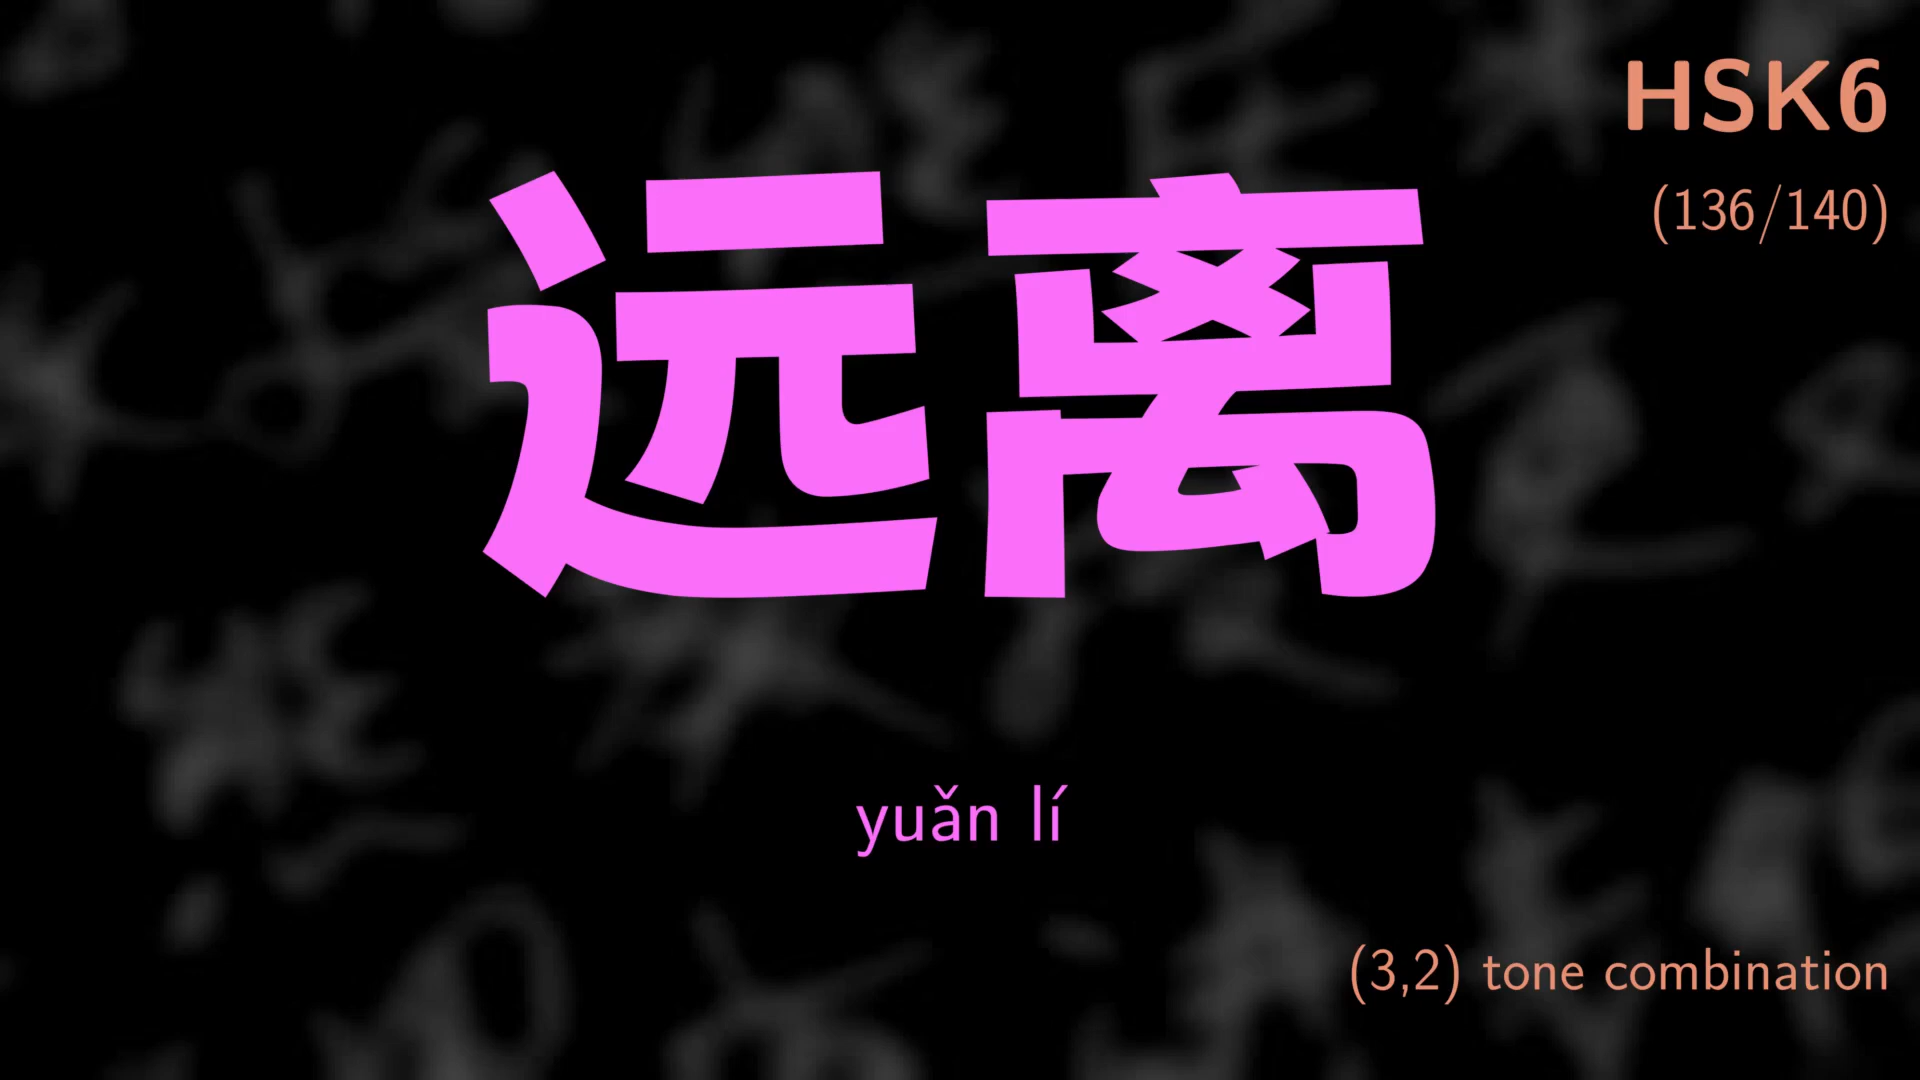 HSK6
(136/140)
远离
yuǎn lí
(3,2) tone combination